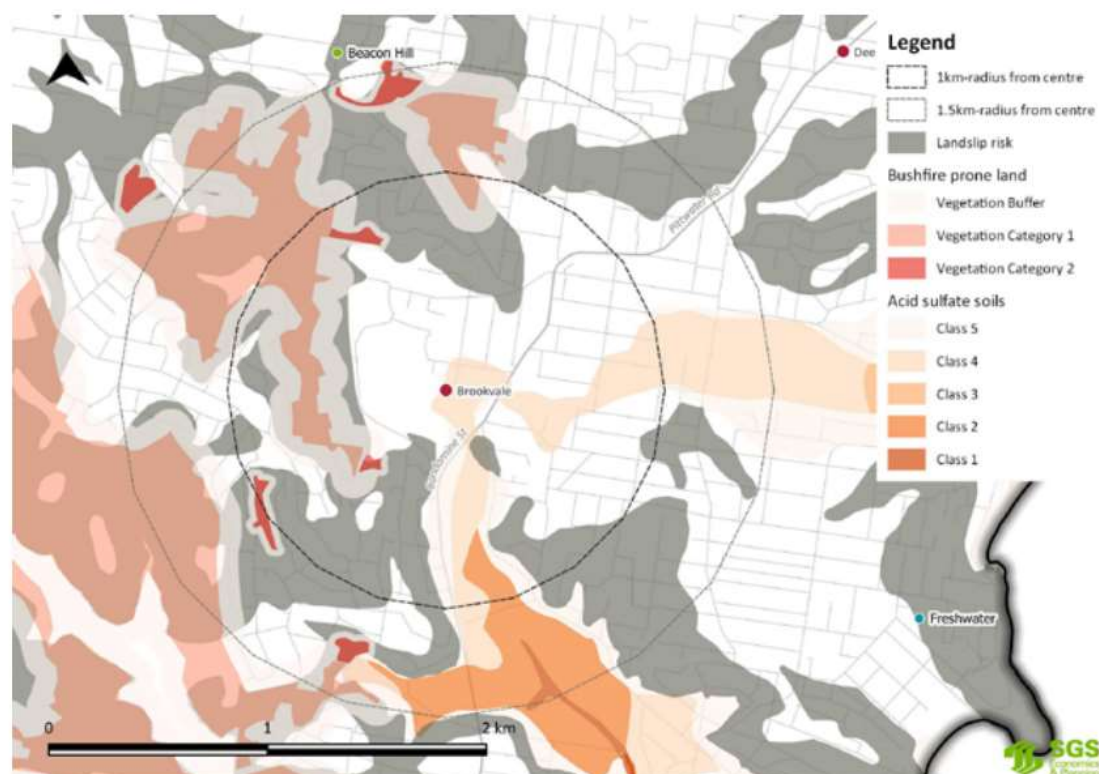 Beacon Hill
Dee
Legend
1km-radius from centre
1.5km-radius from centre
Landslip risk
Bushfire prone land
Vegetation Buffer
Vegetation Category 1
Vegetation Category 2
Acid sulfate soils
Class 5
Class 4
Class 3
Class 2
Class 1
Pittwater Rd
Brookvale
Freshwater
0 1 2 km
SGS